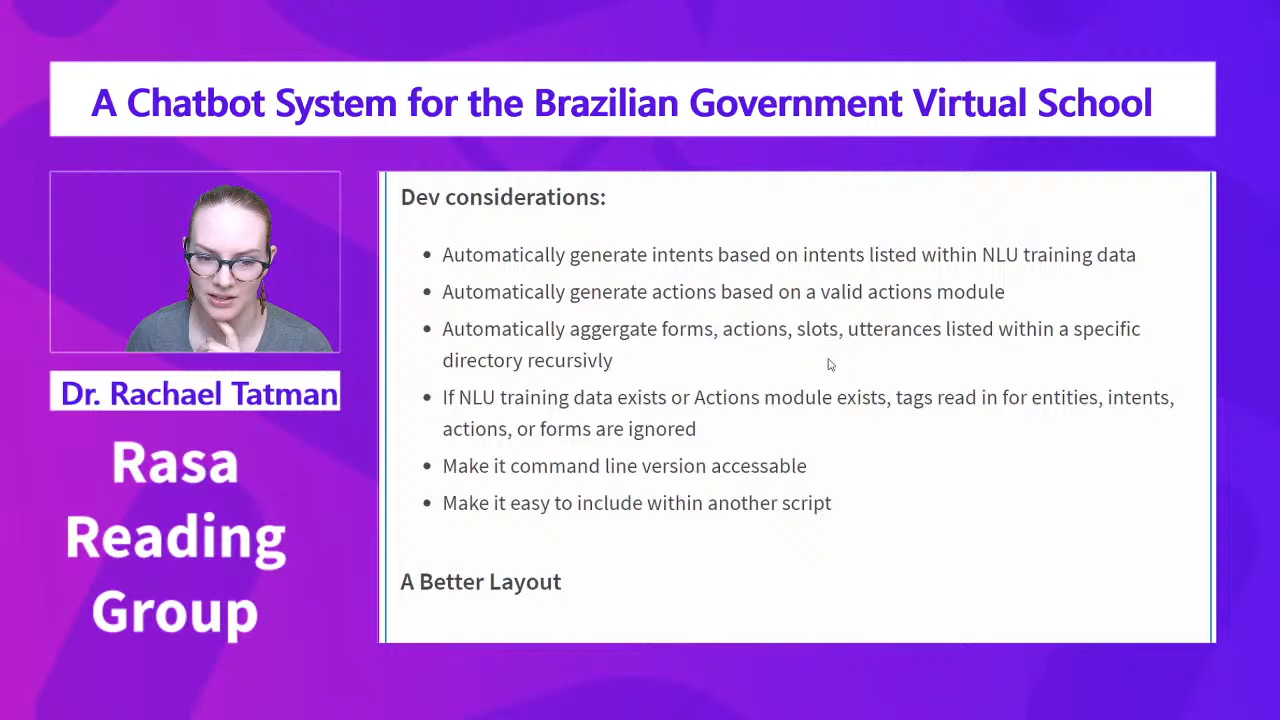 A Chatbot System for the Brazilian Government Virtual School
Dr. Rachael Tatman
Rasa
Reading
Group
Dev considerations:
• Automatically generate intents based on intents listed within NLU training data
• Automatically generate actions based on a valid actions module
• Automatically aggergate forms, actions, slots, utterances listed within a specific
directory recursivly
• If NLU training data exists or Actions module exists, tags read in for entities, intents,
actions, or forms are ignored
• Make it command line version accessable
• Make it easy to include within another script
A Better Layout